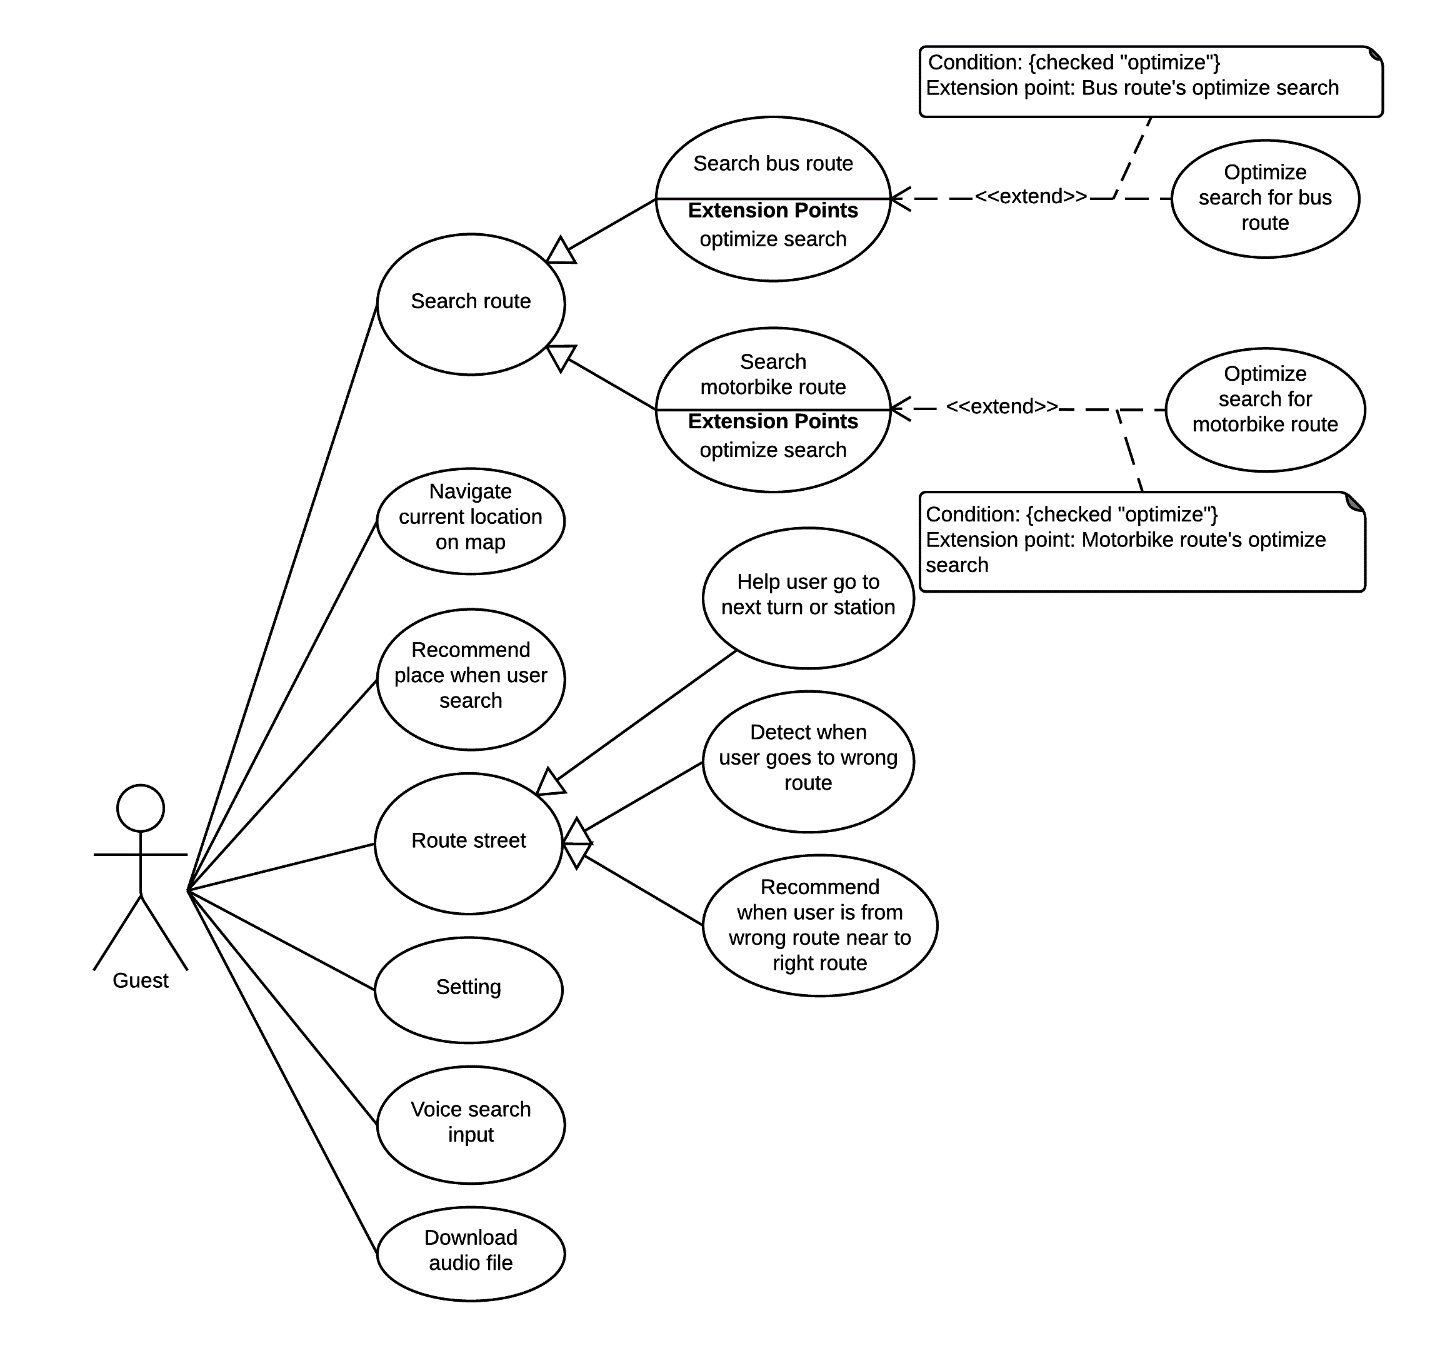 Condition: {checked "optimize"}
Extension point: Bus route's optimize search
Search bus route
Extension Points
optimize search
<<extend>>
Optimize
search for bus
route
Search route
Search
motorbike route
Extension Points
optimize search
<<extend>>
Optimize
search for
motorbike route
Condition: {checked "optimize"}
Extension point: Motorbike route's optimize
search
Navigate
current location
on map
Help user go to
next turn or station
Recommend
place when user
search
Detect when
user goes to wrong
route
Route street
Recommend
when user is from
wrong route near to
right route
Guest
Setting
Voice search
input
Download
audio file